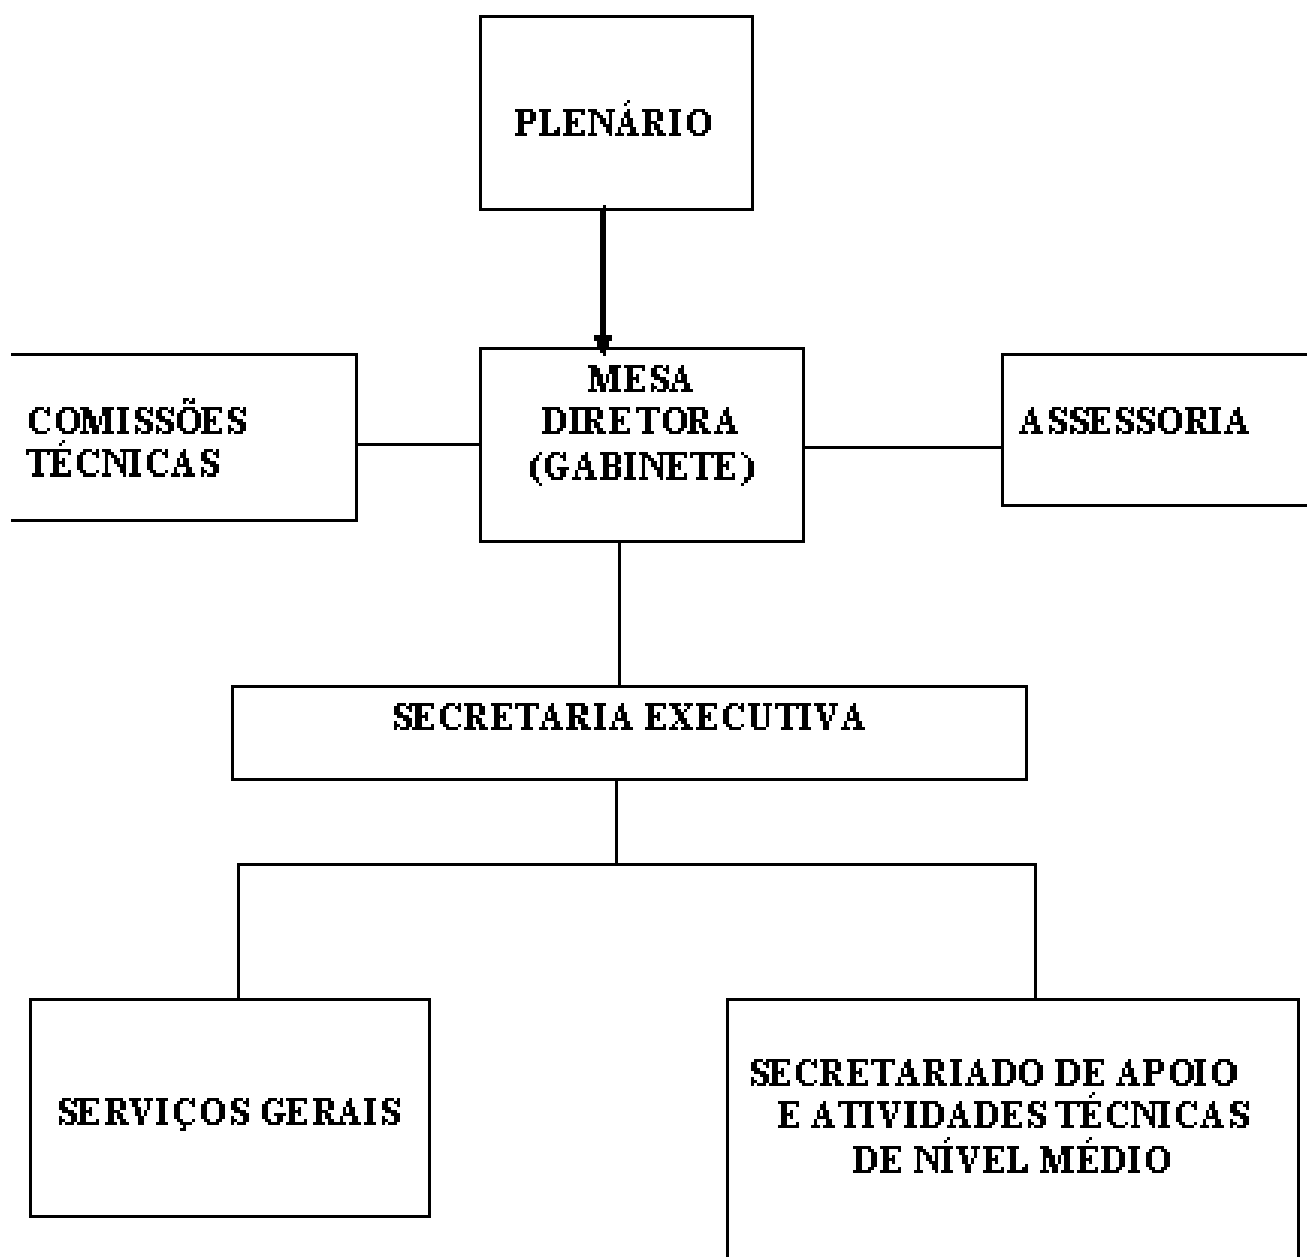 PLENÁRIO
MESA
DIRETORA
(GABINETE)
COMISSÕES
TÉCNICAS
ASSESSORIA
SECRETARIA EXECUTIVA
SERVIÇOS GERAIS
SECRETARIADO DE APOIO
E ATIVIDADES TÉCNICAS
DE NÍVEL MÉDIO